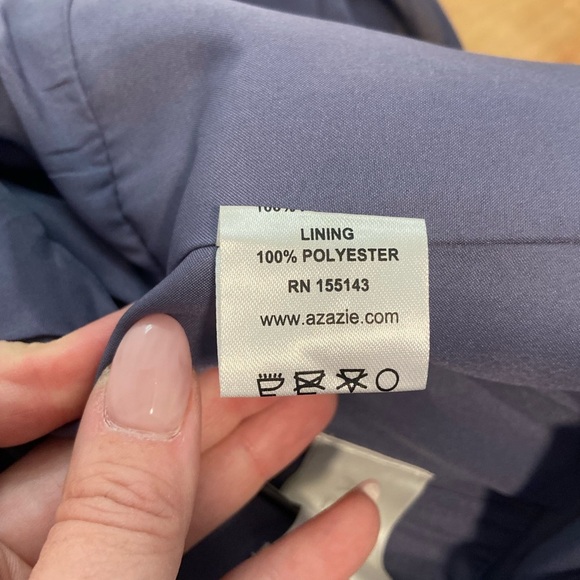 LINING
100% POLYESTER
RN 155143
www.azazie.com